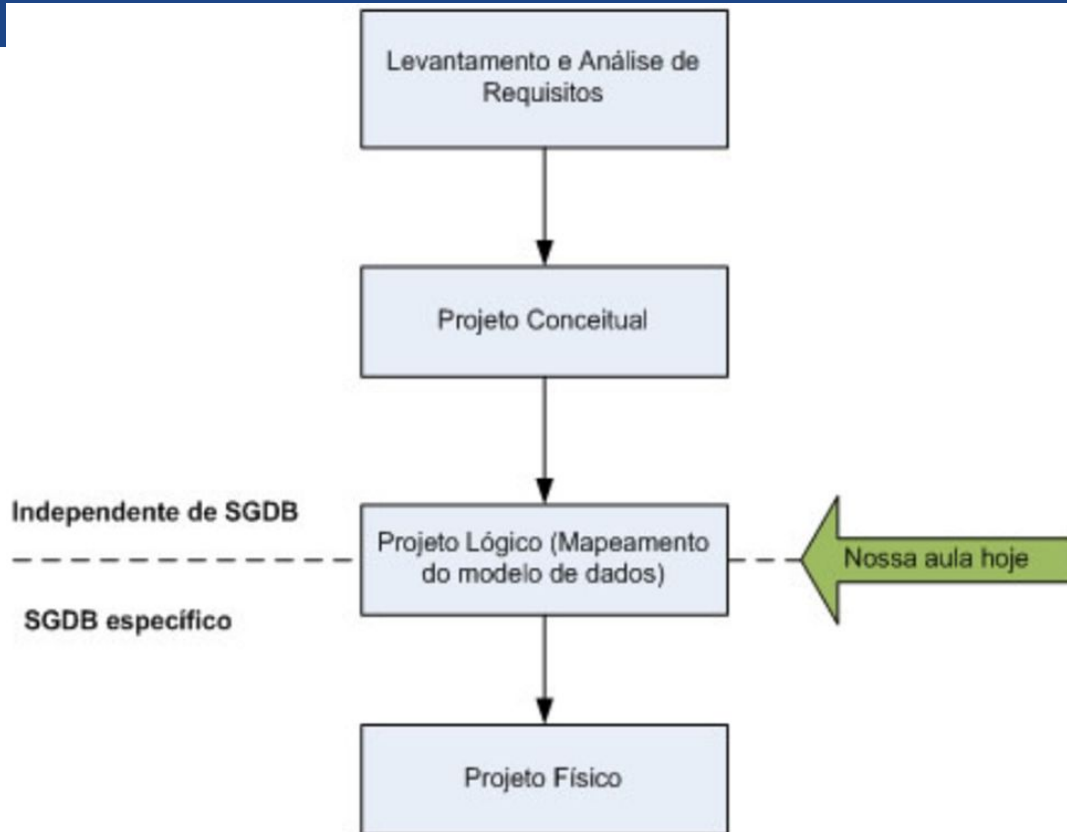 Levantamento e Análise de
Requisitos
Projeto Conceitual
Independente de SGDB
Projeto Lógico (Mapeamento
do modelo de dados)
Nossa aula hoje
SGDB específico
Projeto Físico